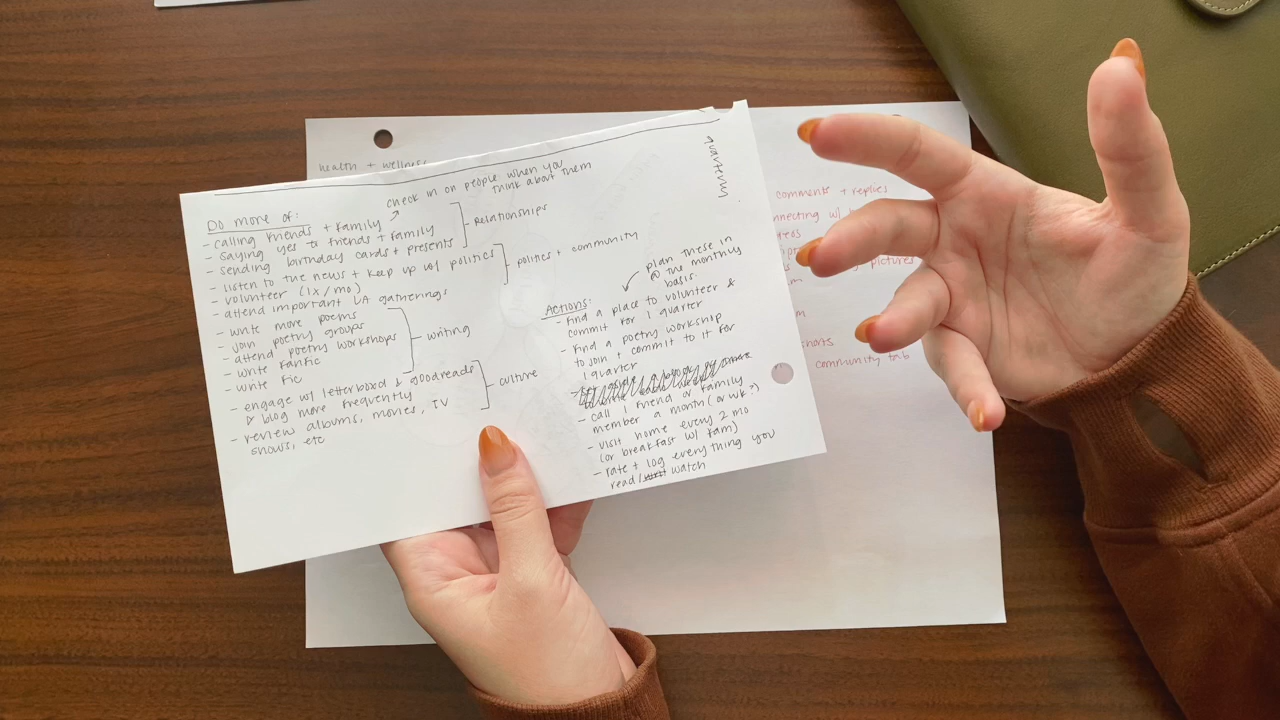 health + wellness
check in on people when you
think about them
Do more of:
- calling friends + family
- saying yes to friends + family
- sending birthday cards + presents
- listen to the news + keep up w/ politics
- volunteer (1x/mo)
- attend important LA gatherings
- write more poems
- join poetry groups
- attend poetry workshops
- write fanfic
- write fic
- engage w/ letterboxd & goodreads
& blog more frequently
- review albums, movies, TV
shows, etc
Relationships
politics + community
writing
culture
quarterly
plan these in
@ the monthly
basis.
Actions:
- find a place to volunteer &
commit for 1 quarter
- Find a poetry workshop
to join + commit to it for
1 quarter
- call 1 friend or family
member a month (or wk?)
- visit home every 2 mo
(or breakfast w/ fam)
- rate + log everything you
read/watch
comments + replies
pictures
community tab